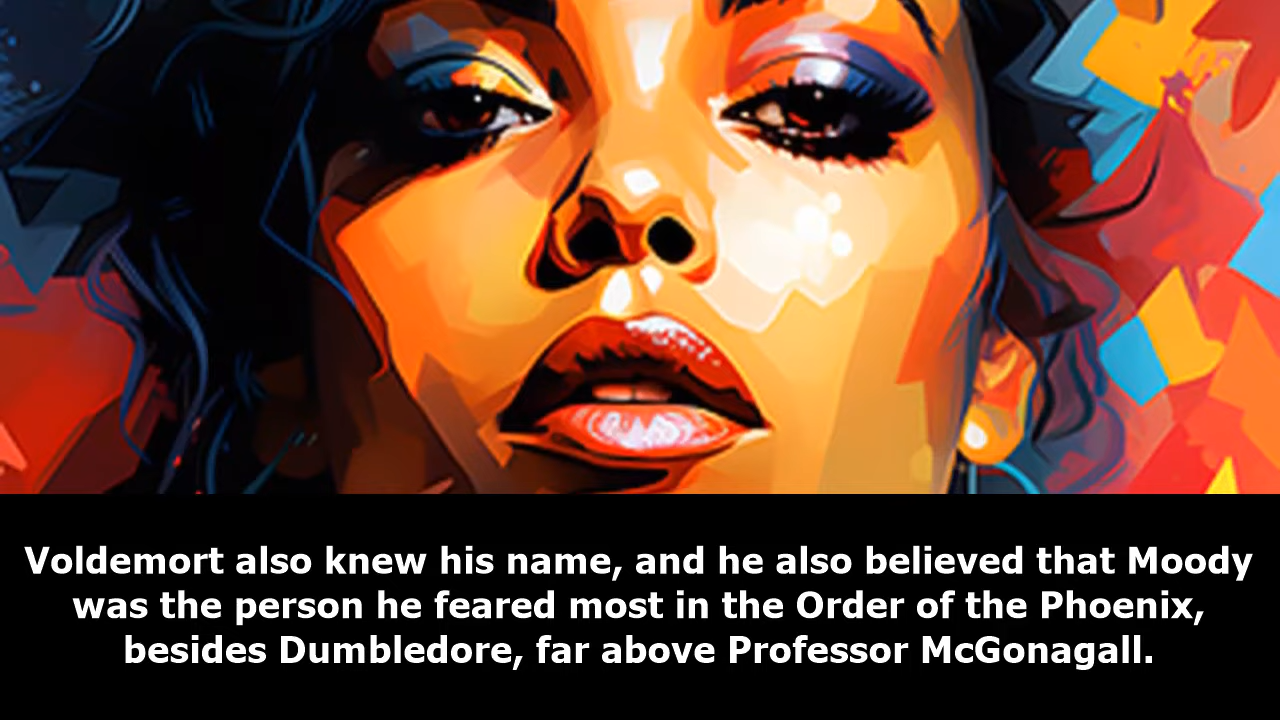 Voldemort also knew his name, and he also believed that Moody
was the person he feared most in the Order of the Phoenix,
besides Dumbledore, far above Professor McGonagall.